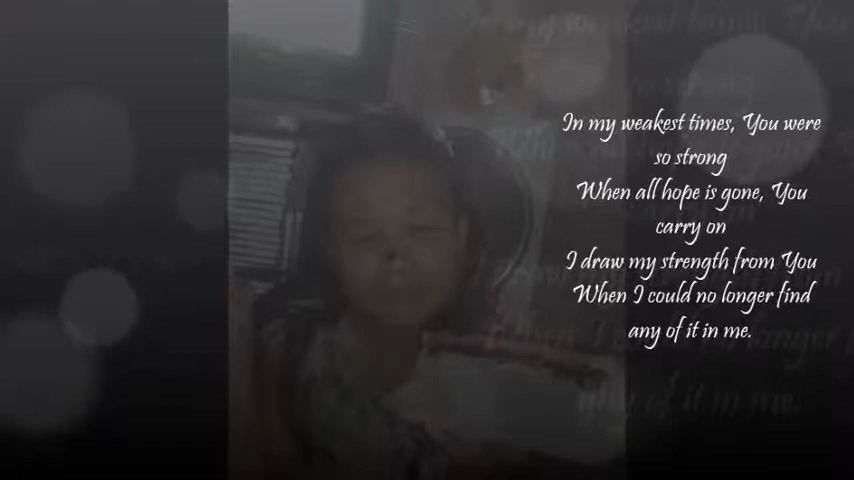 In my weakest times, You were
so strong
When all hope is gone, You
carry on
I draw my strength from You
When I could no longer find
any of it in me.